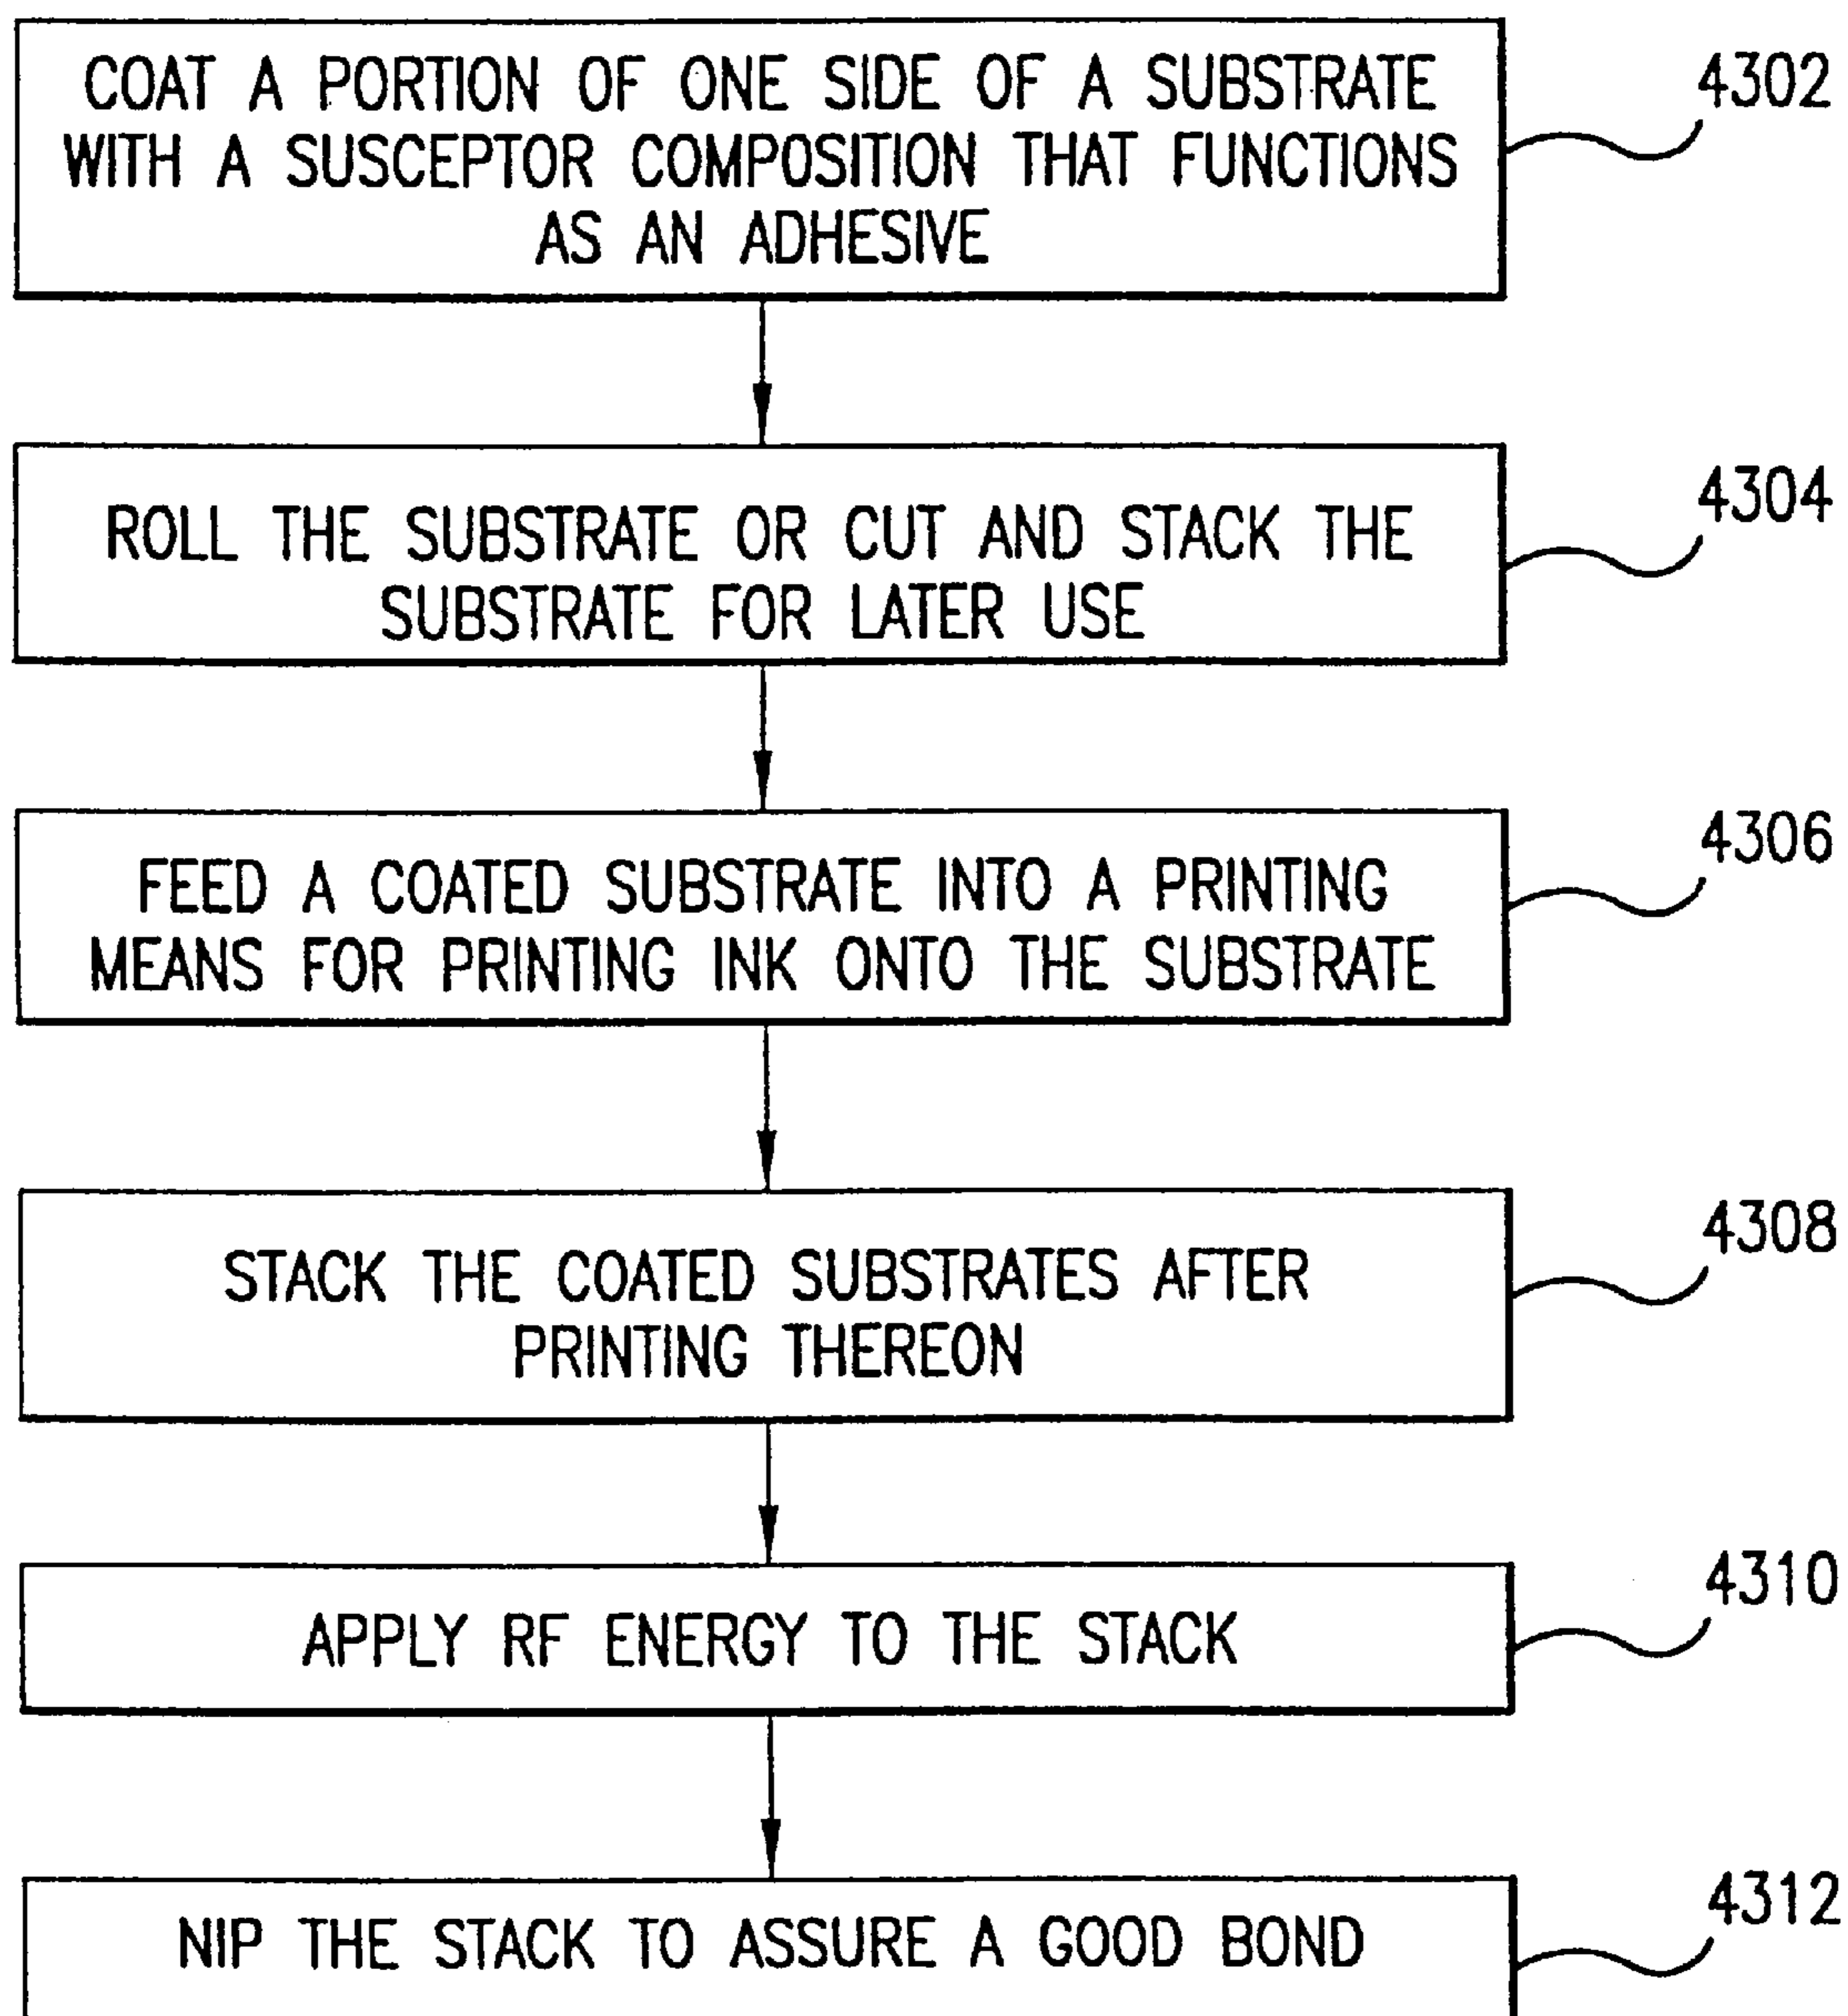 COAT A PORTION OF ONE SIDE OF A SUBSTRATE
WITH A SUSCEPTOR COMPOSITION THAT FUNCTIONS
AS AN ADHESIVE
4302
ROLL THE SUBSTRATE OR CUT AND STACK THE
SUBSTRATE FOR LATER USE
4304
FEED A COATED SUBSTRATE INTO A PRINTING
MEANS FOR PRINTING INK ONTO THE SUBSTRATE
4306
STACK THE COATED SUBSTRATES AFTER
PRINTING THEREON
4308
APPLY RF ENERGY TO THE STACK
4310
NIP THE STACK TO ASSURE A GOOD BOND
4312